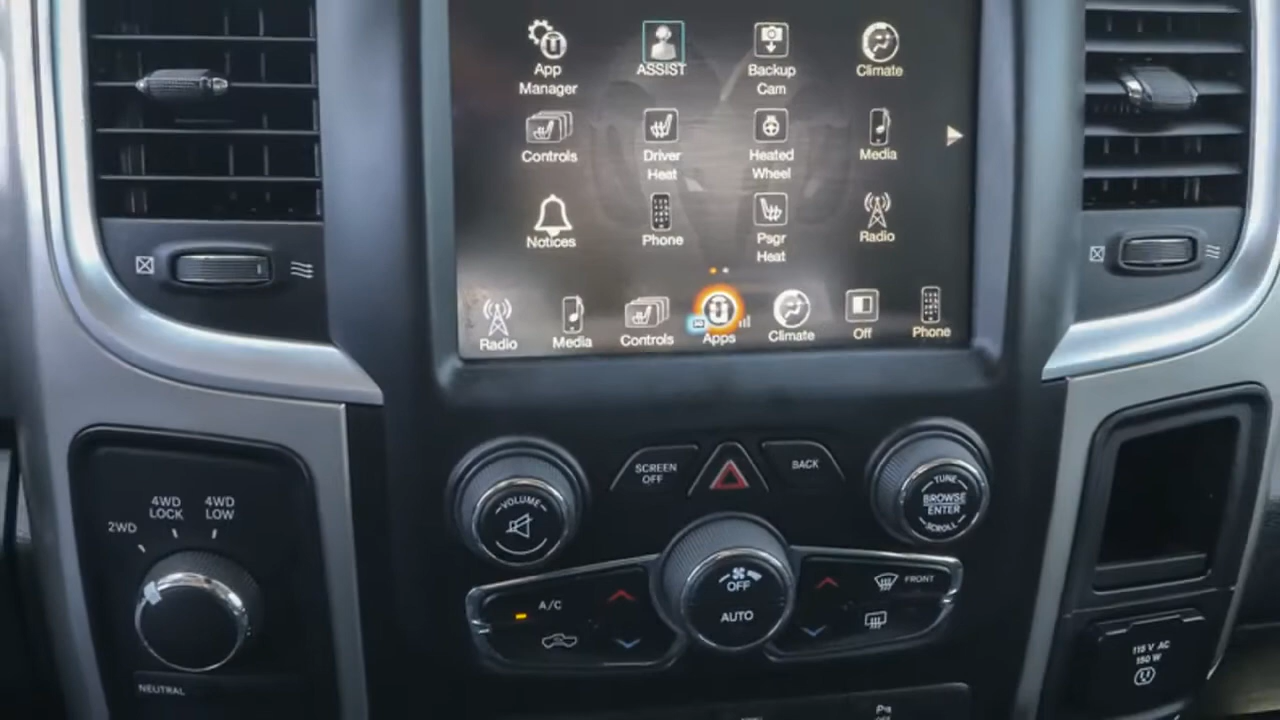 App
Manager
ASSIST
Backup
Cam
Climate
Controls
Driver
Heat
Heated
Wheel
Media
Notices
Phone
Psgr
Heat
Radio
Radio
Media
Controls
Apps
Climate
Off
Phone
SCREEN
OFF
BACK
VOLUME
TUNE
BROWSE
ENTER
SCROLL
2WD
4WD
LOCK
4WD
LOW
NEUTRAL
A/C
OFF
AUTO
FRONT
115 V AC
150 W